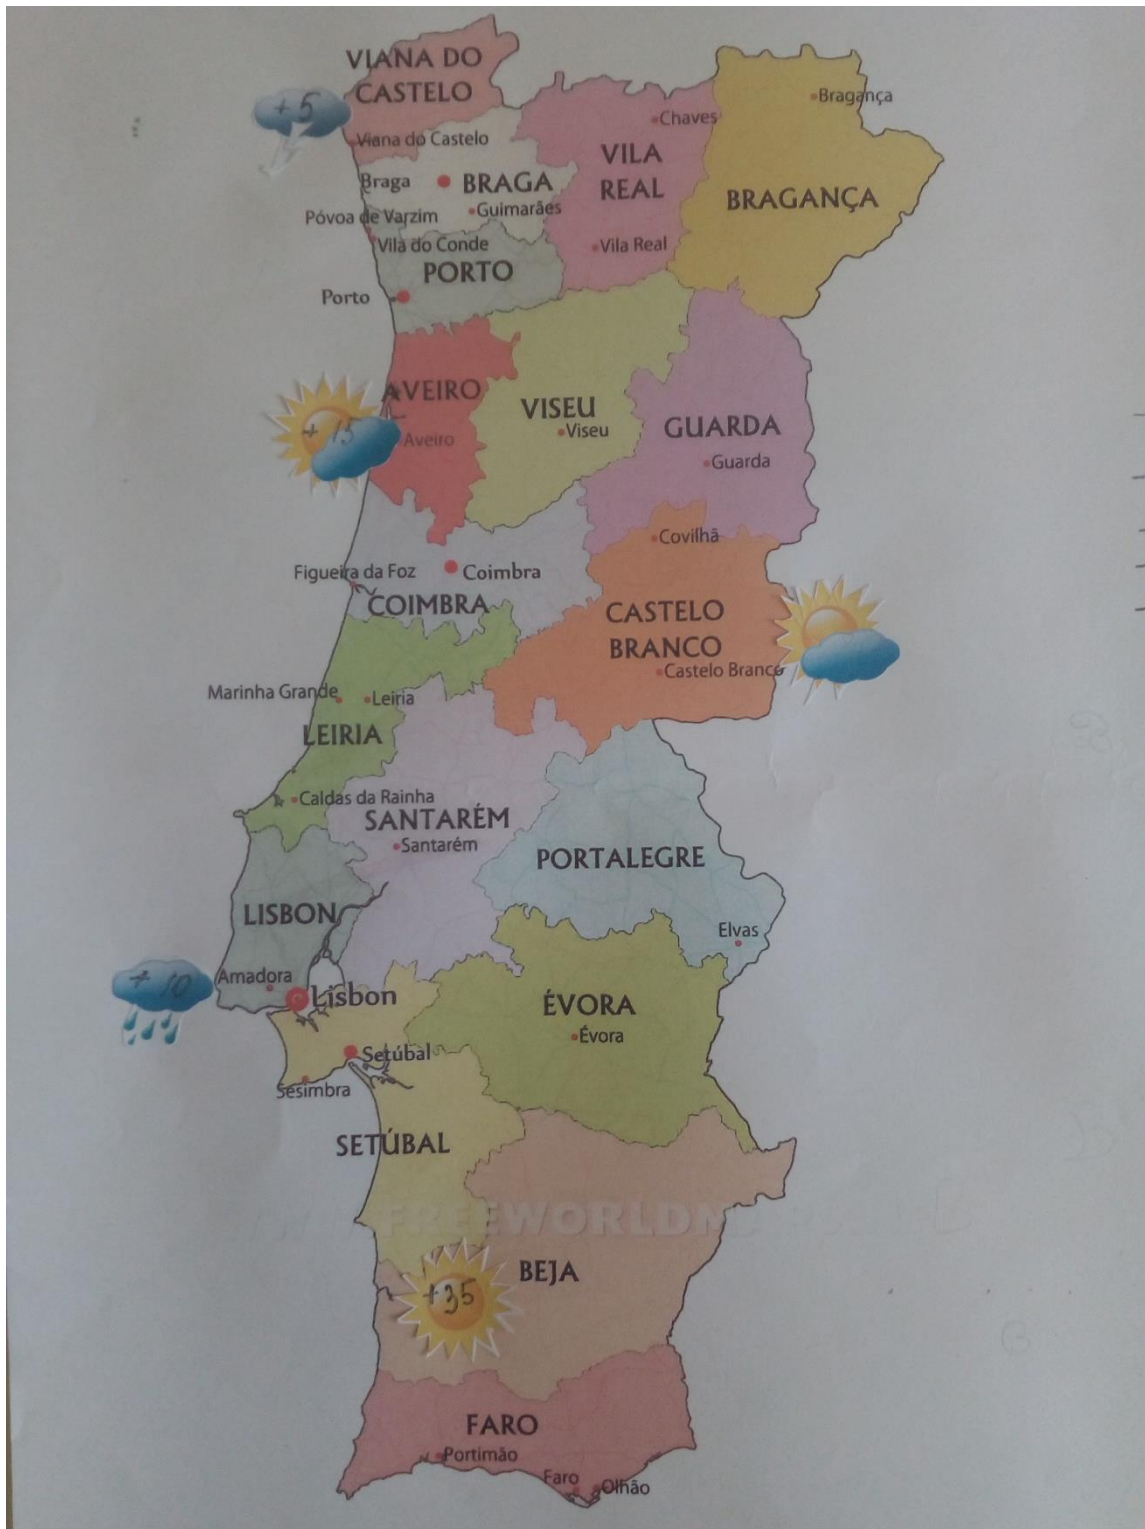 VIANA DO
CASTELO
+5
Viana do Castelo
Bragança
Chaves
VILA
REAL
BRAGANÇA
Braga
BRAGA
Guimarães
Póvoa de Varzim
Vila do Conde
Vila Real
PORTO
Porto
AVEIRO
+15
Aveiro
VISEU
Viseu
GUARDA
Guarda
Covilhã
Figueira da Foz
Coimbra
COIMBRA
CASTELO
BRANCO
Castelo Branco
Marinha Grande
Leiria
LEIRIA
Caldas da Rainha
SANTARÉM
Santarém
PORTALEGRE
LISBON
Elvas
+10
Amadora
Lisbon
ÉVORA
Évora
Setúbal
Sesimbra
SETÚBAL
BEJA
+35
FARO
Portimão
Faro
Olhão